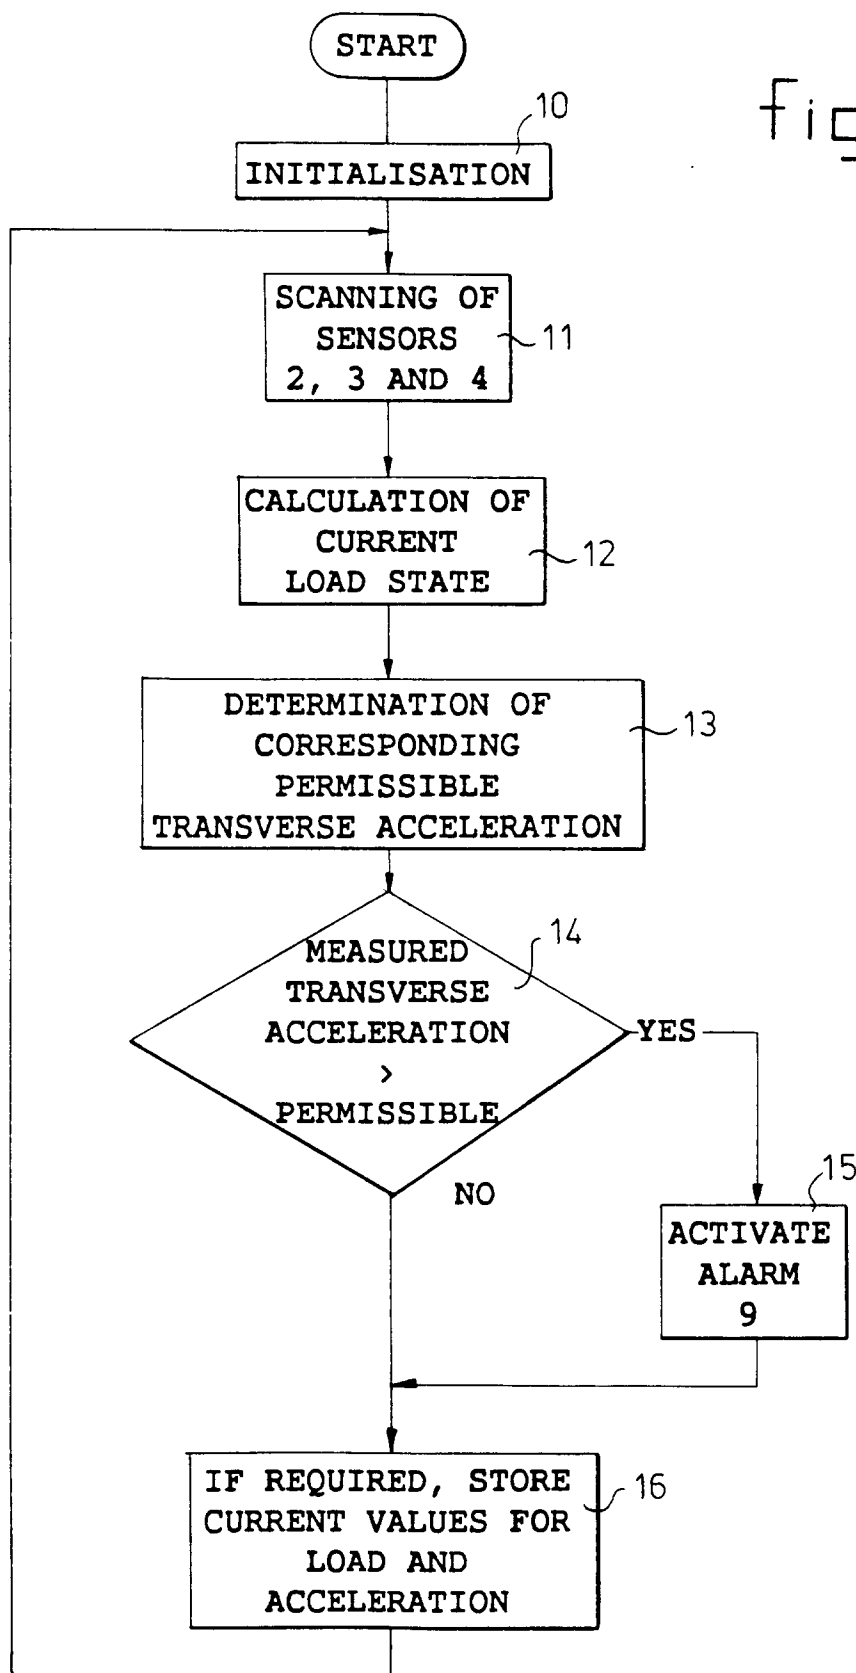 START
10
fig
INITIALISATION
SCANNING OF
SENSORS
2, 3 AND 4
11
CALCULATION OF
CURRENT
LOAD STATE
12
DETERMINATION OF
CORRESPONDING
PERMISSIBLE
TRANSVERSE ACCELERATION
13
MEASURED
TRANSVERSE
ACCELERATION
>
PERMISSIBLE
14
YES
NO
15
ACTIVATE
ALARM
9
IF REQUIRED, STORE
CURRENT VALUES FOR
LOAD AND
ACCELERATION
16